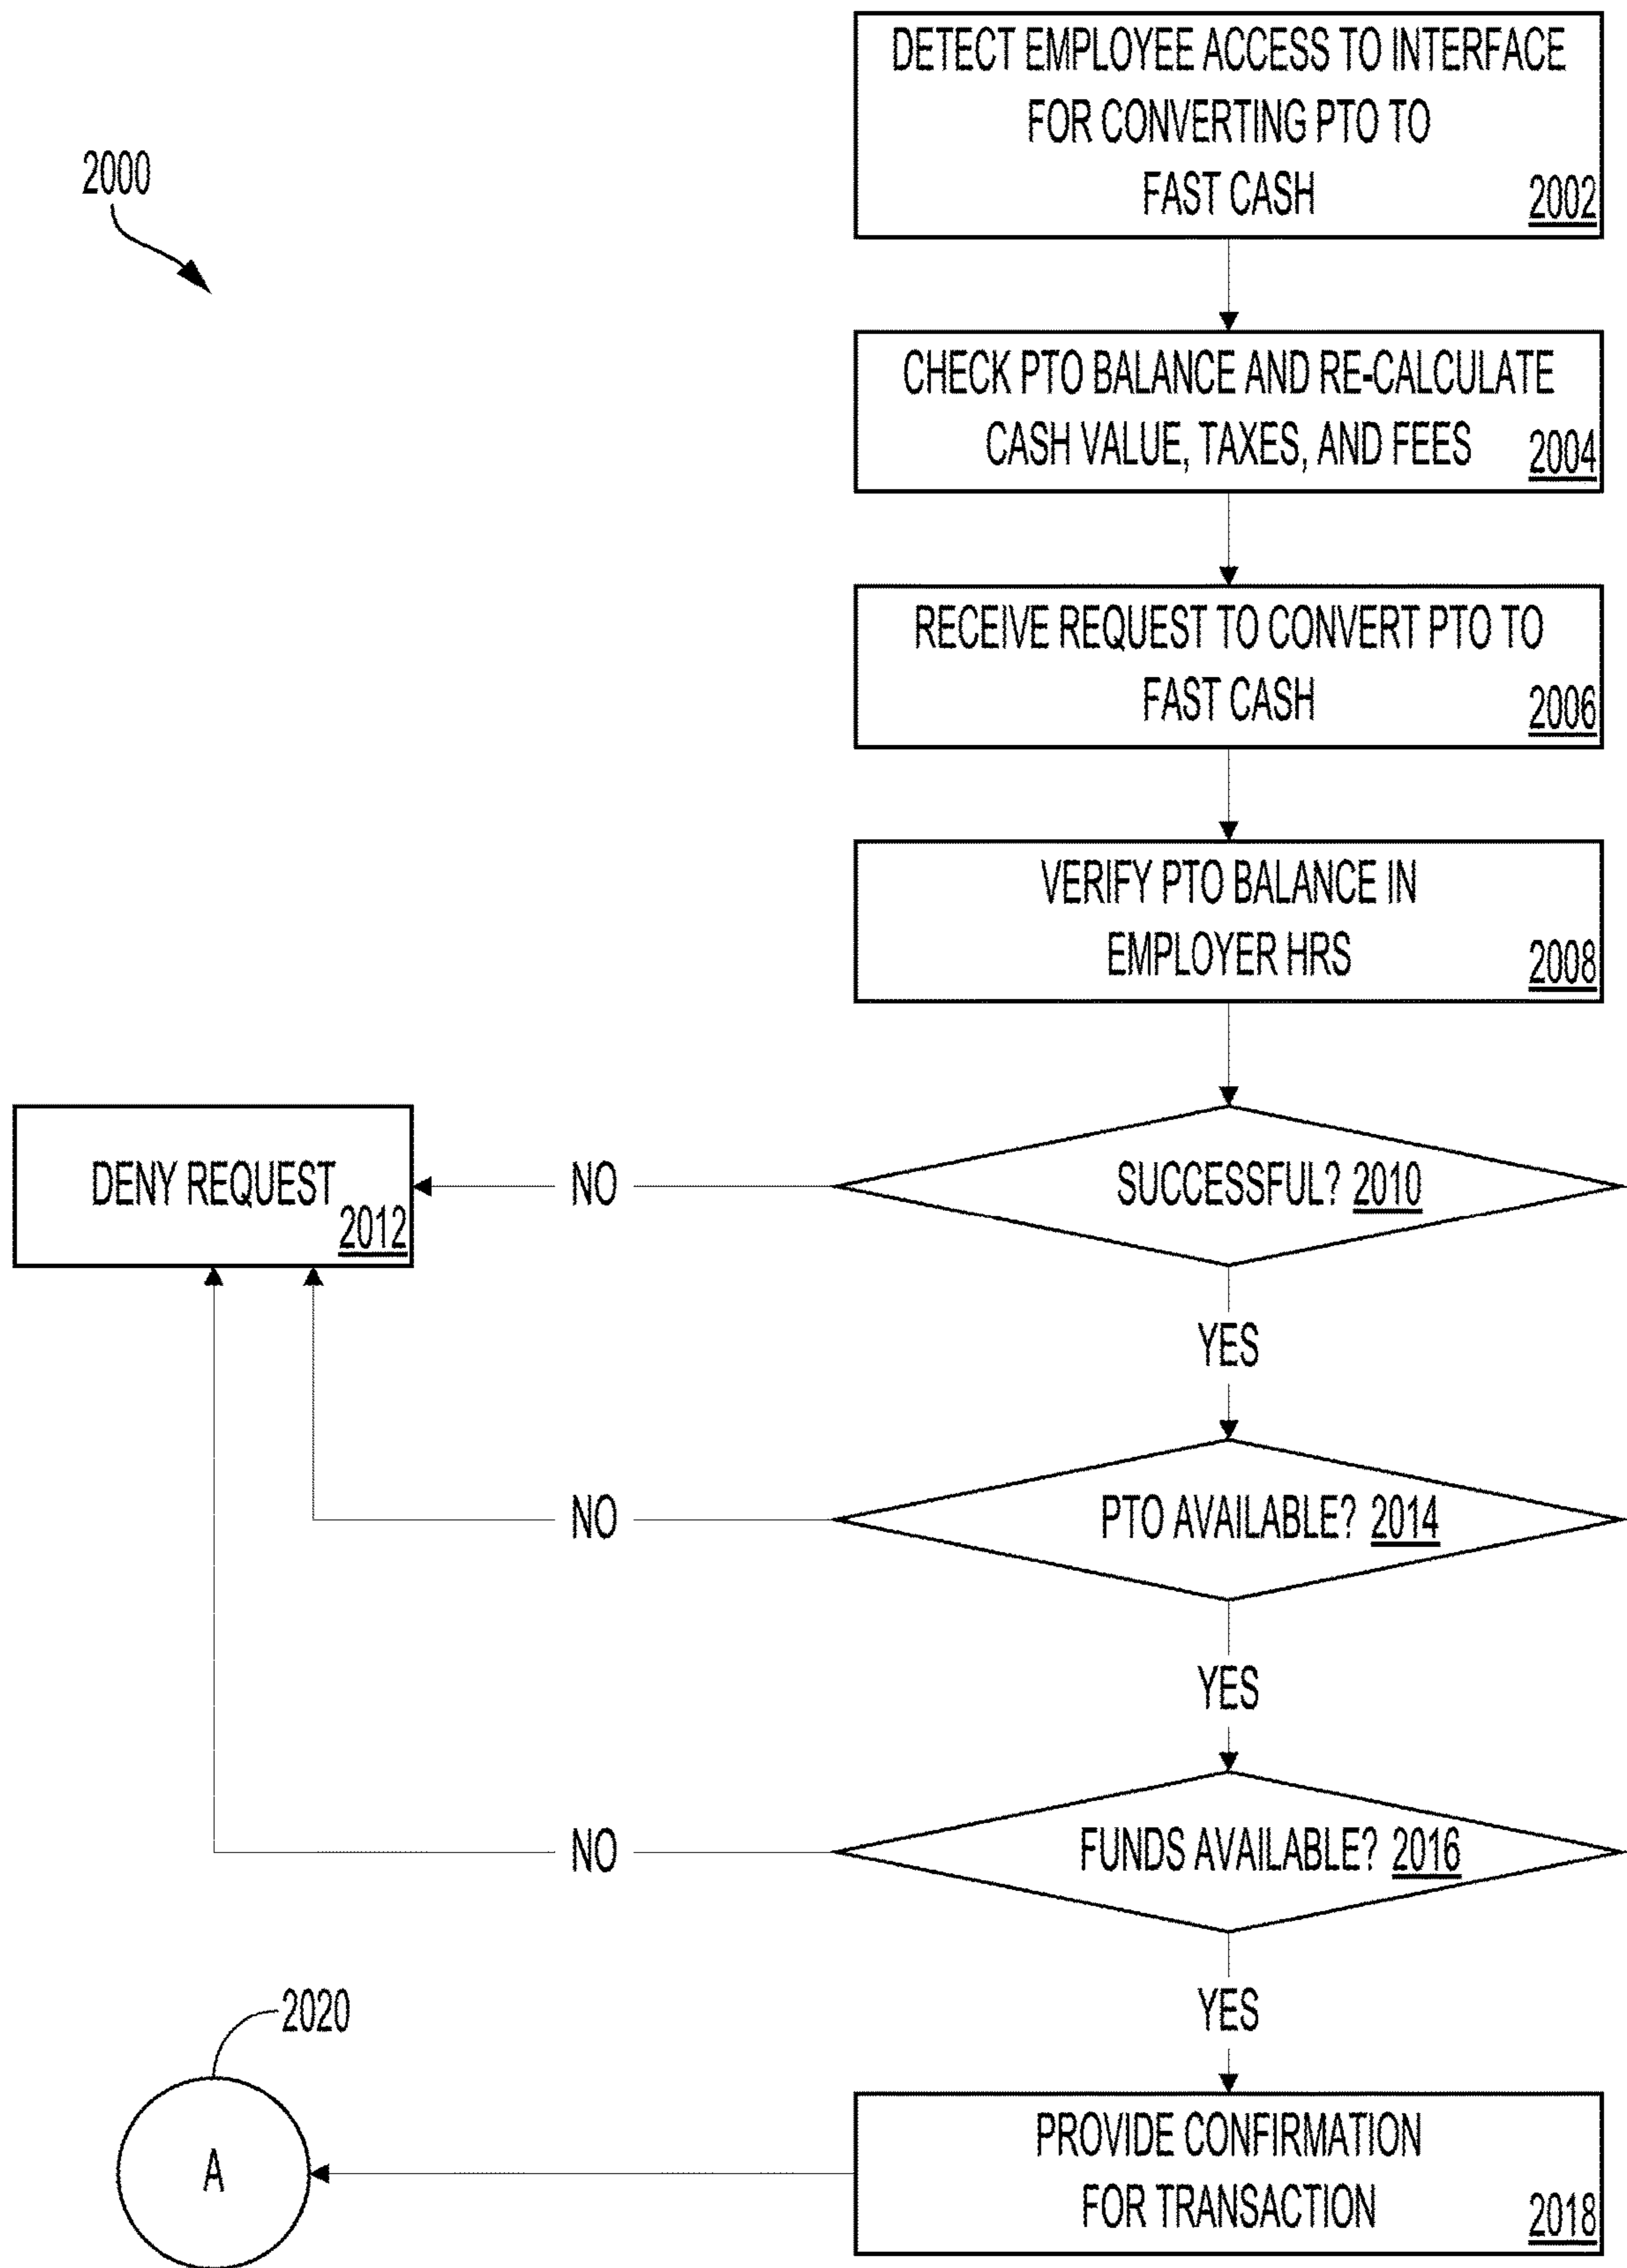 DETECT EMPLOYEE ACCESS TO INTERFACE
FOR CONVERTING PTO TO
FAST CASH 2002
2000
CHECK PTO BALANCE AND RE-CALCULATE
CASH VALUE, TAXES, AND FEES 2004
RECEIVE REQUEST TO CONVERT PTO TO
FAST CASH 2006
VERIFY PTO BALANCE IN
EMPLOYER HRS 2008
DENY REQUEST
2012
NO
SUCCESSFUL? 2010
YES
NO
PTO AVAILABLE? 2014
YES
NO
FUNDS AVAILABLE? 2016
YES
2020
A
PROVIDE CONFIRMATION
FOR TRANSACTION 2018